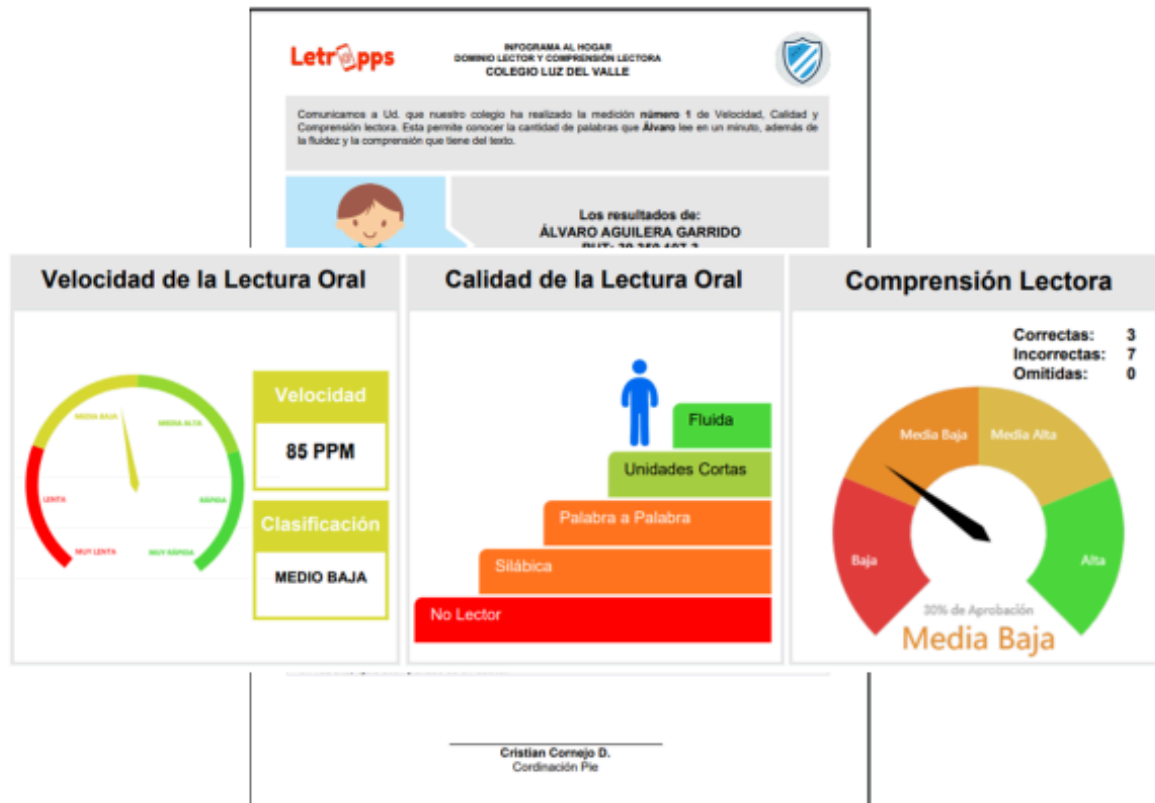 Letrapps
INFOGRAMA AL HOGAR
DOMINIO LECTOR Y COMPRENSIÓN LECTORA
COLEGIO LUZ DEL VALLE
Comunicamos a Ud. que nuestro colegio ha realizado la medición número 1 de Velocidad, Calidad y
Comprensión lectora. Esta permite conocer la cantidad de palabras que Álvaro lee en un minuto, además de
la fluidez y la comprensión que tiene del texto.
Los resultados de:
ÁLVARO AGUILERA GARRIDO
Velocidad de la Lectura Oral
MEDIA BAJA
MEDIA ALTA
LENTA
RÁPIDA
MUY LENTA
MUY RÁPIDA
Velocidad
85 PPM
Clasificación
MEDIO BAJA
Calidad de la Lectura Oral
Fluida
Unidades Cortas
Palabra a Palabra
Silábica
No Lector
Comprensión Lectora
Correctas: 3
Incorrectas: 7
Omitidas: 0
Media Baja
Media Alta
Baja
Alta
30% de Aprobación
Media Baja
Cristian Cornejo D.
Cordinación Pie